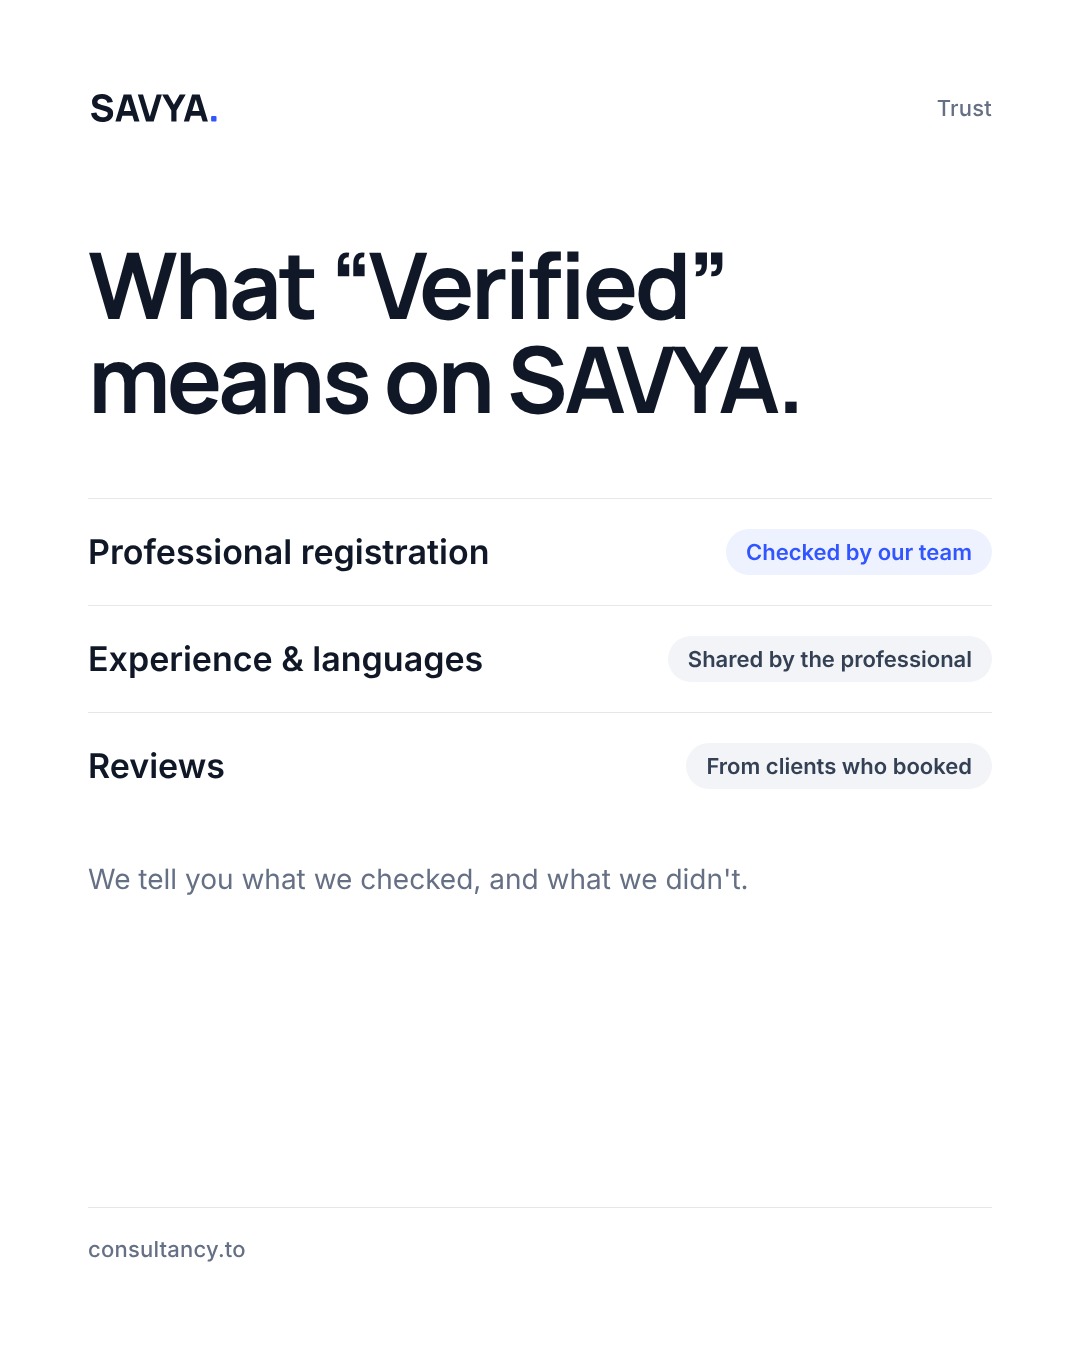 SAVYA.
Trust
What “Verified”
means on SAVYA.
Professional registration
Checked by our team
Experience & languages
Shared by the professional
Reviews
From clients who booked
We tell you what we checked, and what we didn't.
consultancy.to